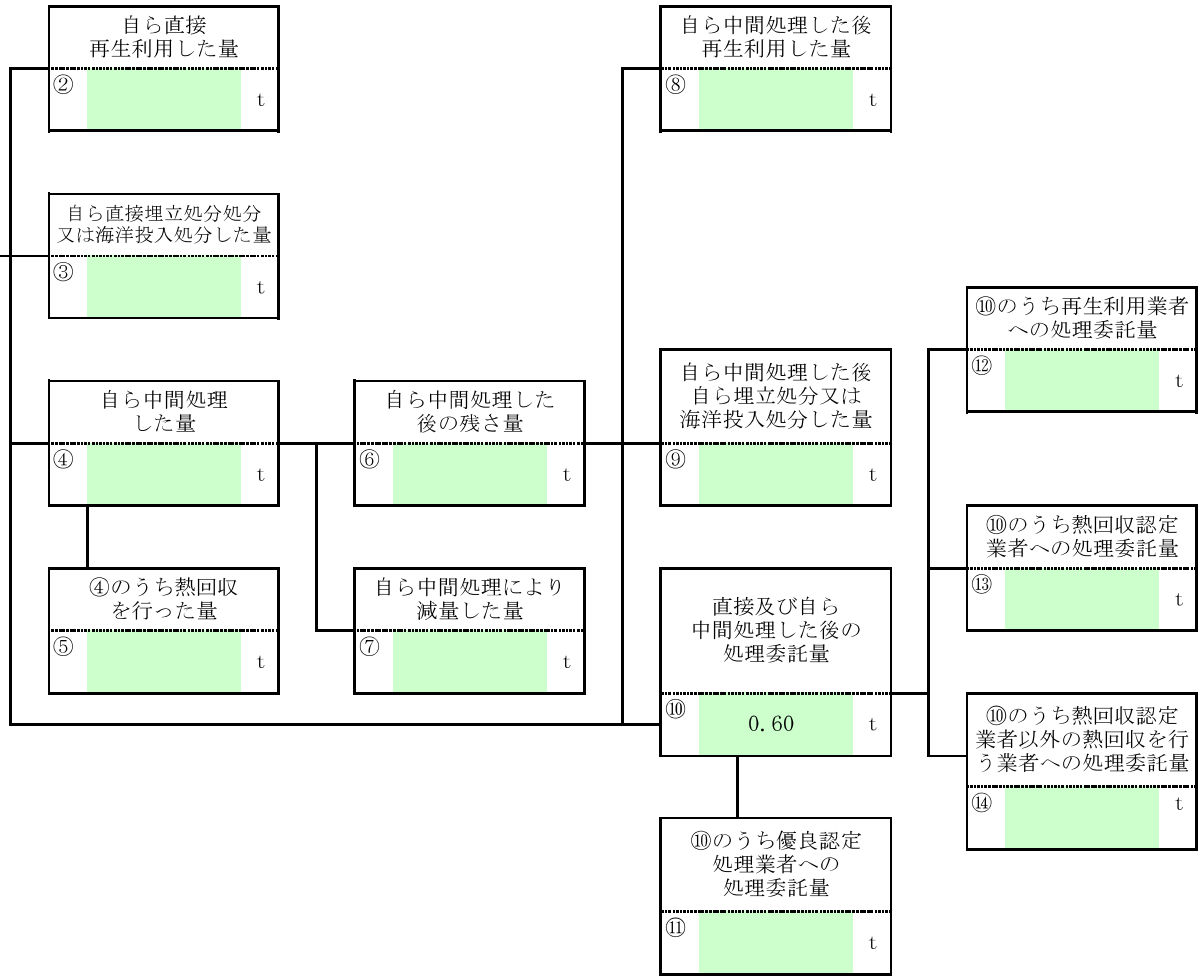 自ら直接
再生利用した量
②
t
自ら中間処理した後
再生利用した量
⑧
t
自ら直接埋立処分処分
又は海洋投入処分した量
③
t
⑩のうち再生利用業者
への処理委託量
⑫
t
自ら中間処理
した量
④
t
自ら中間処理した
後の残さ量
⑥
t
自ら中間処理した後
自ら埋立処分又は
海洋投入処分した量
⑨
t
⑩のうち熱回収認定
業者への処理委託量
⑬
t
④のうち熱回収
を行った量
⑤
t
自ら中間処理により
減量した量
⑦
t
直接及び自ら
中間処理した後の
処理委託量
⑩ 0.60 t
⑩のうち熱回収認定
業者以外の熱回収を行
う業者への処理委託量
⑭
t
⑩のうち優良認定
処理業者への
処理委託量
⑪
t